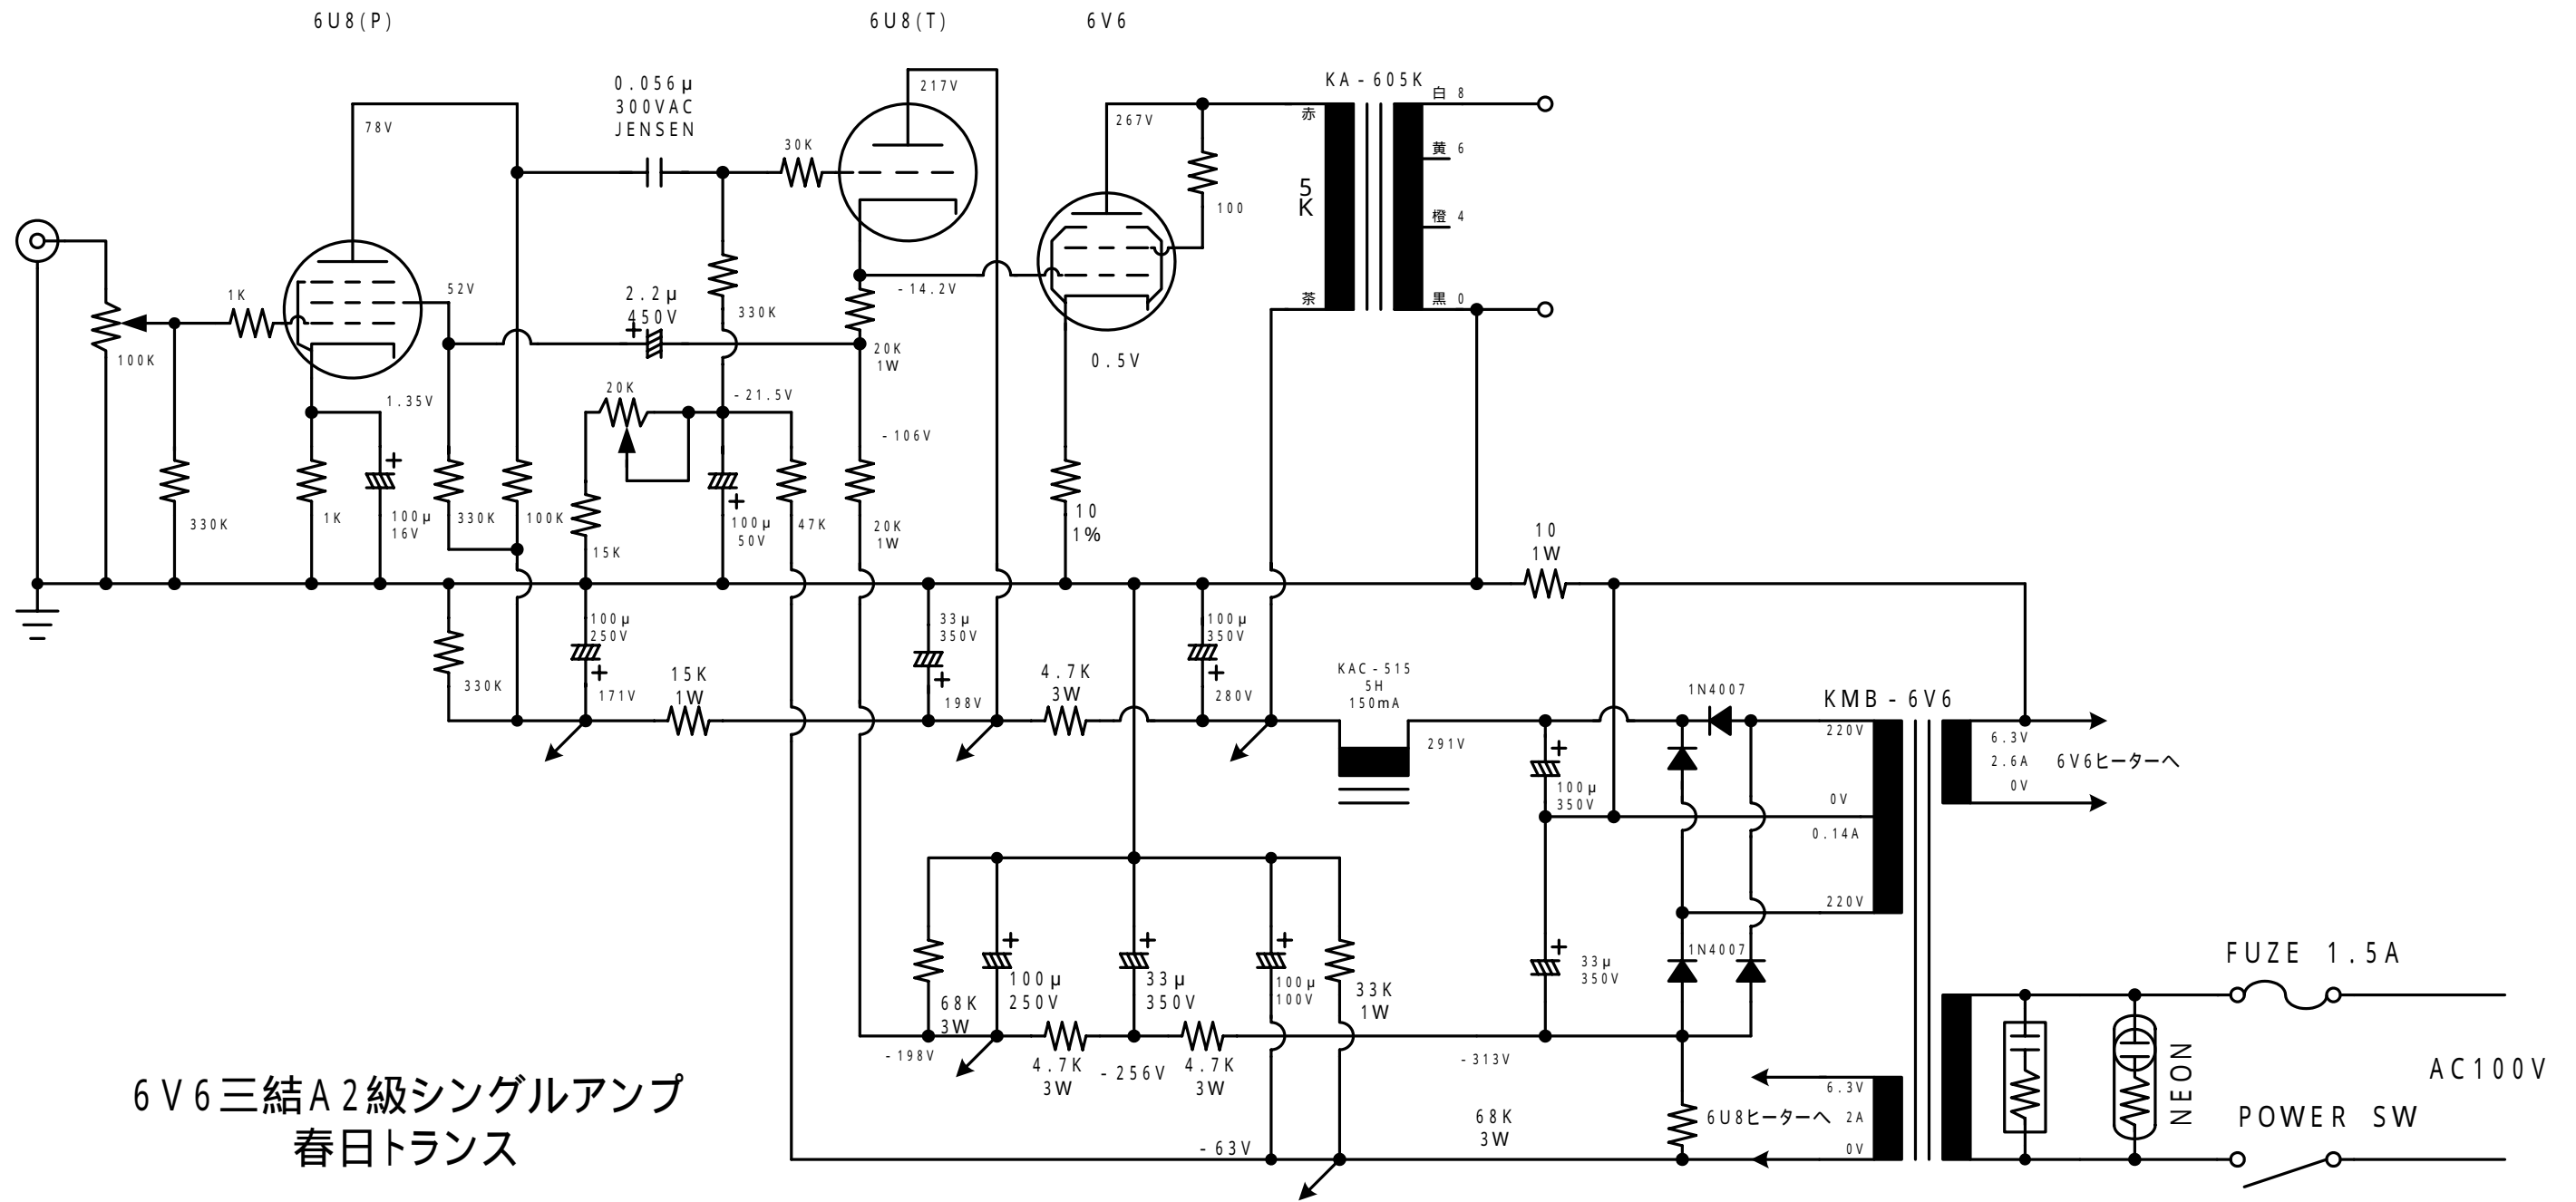 6U8(P)
6U8(T)
6V6
0.056μ
300VAC
JENSEN
217V
KA-605K
白 8
赤
78V
267V
30K
黄 6
5K
100
橙 4
52V
1K
2.2μ
450V
+
-14.2V
330K
茶
黒 0
100K
20K
1W
0.5V
20K
-21.5V
1.35V
-106V
+
+
330K
1K
100μ
16V
330K
100K
15K
100μ
50V
47K
20K
1W
10
1%
10
1W
100μ
250V
33μ
350V
100μ
350V
330K
+
171V
15K
1W
+
198V
4.7K
3W
+
280V
KAC-515
5H
150mA
1N4007
KMB-6V6
291V
220V
6.3V
2.6A
0V
6V6ヒーターへ
+
100μ
350V
0V
0.14A
220V
1N4007
+
33μ
350V
+
+
+
68K
3W
100μ
250V
33μ
350V
100μ
100V
33K
1W
-198V
4.7K
3W
-256V
4.7K
3W
-313V
FUZE 1.5A
NEON
AC100V
POWER SW
6.3V
6U8ヒーターへ
2A
0V
68K
3W
-63V
6V6三結A2級シングルアンプ
春日トランス